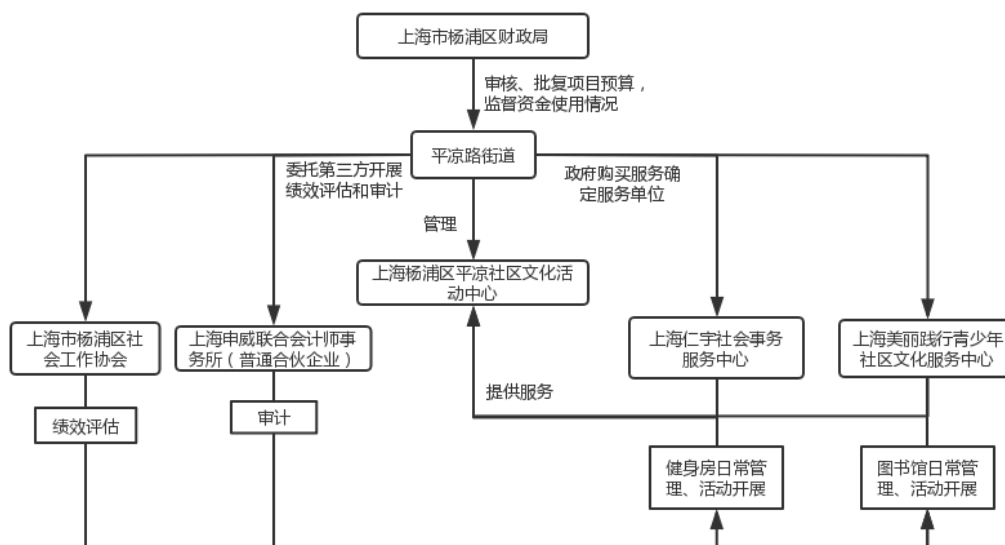 上海市杨浦区财政局
审核、批复项目预算，
监督资金使用情况
平凉路街道
委托第三方开展
绩效评估和审计
政府购买服务确
定服务单位
管理
上海杨浦区平凉社区文化活
动中心
上海市杨浦区社
会工作协会
上海申威联合会计师事
务所（普通合伙企业）
上海仁宇社会事务
服务中心
上海美丽践行青少年
社区文化服务中心
提供服务
绩效评估
审计
健身房日常管
理、活动开展
图书馆日常管
理、活动开展